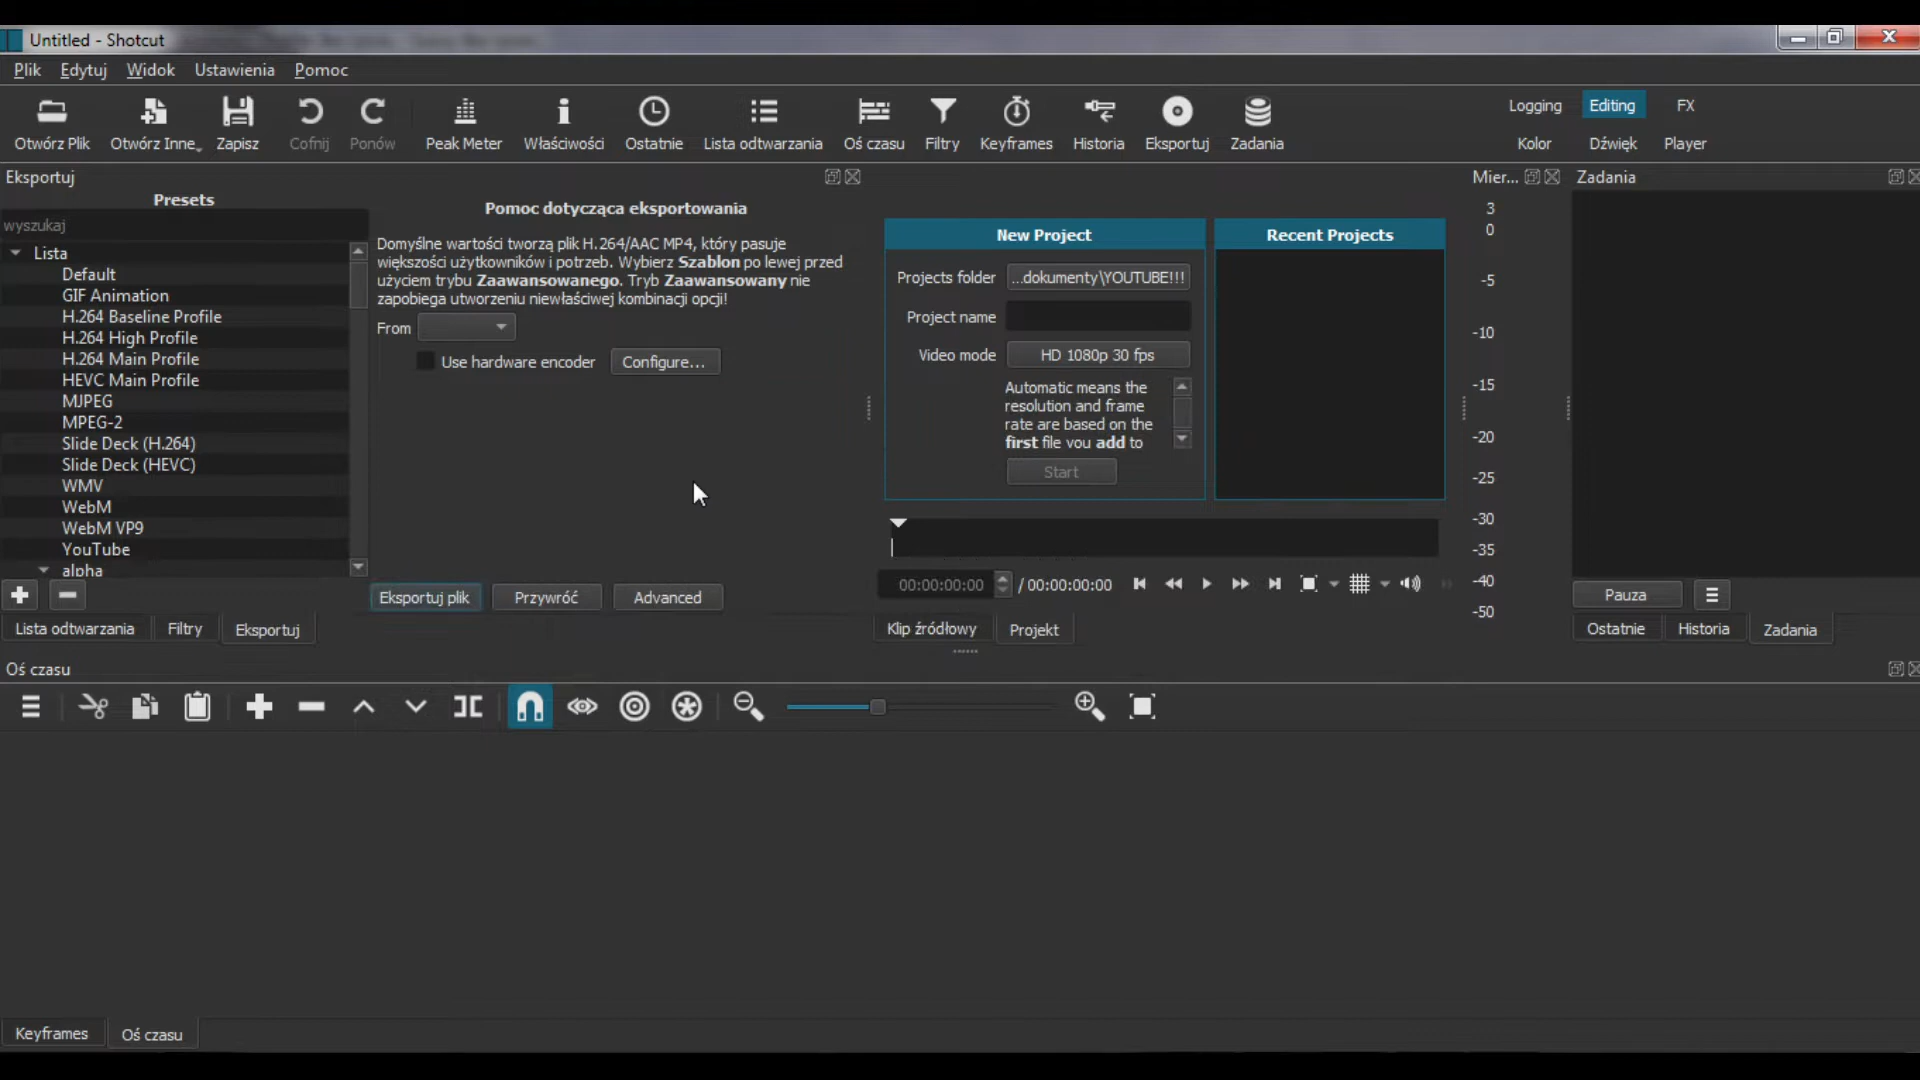 Untitled - Shotcut
Plik Edytuj Widok Ustawienia Pomoc
Otwórz Plik Otwórz Inne Zapisz Cofnij Ponów Peak Meter Właściwości Ostatnie Lista odtwarzania Oś czasu Filtry Keyframes Historia Eksportuj Zadania
Logging Editing FX
Kolor Dźwięk Player
Eksportuj
Presets
wyszukaj
Lista
Default
GIF Animation
H.264 Baseline Profile
H.264 High Profile
H.264 Main Profile
HEVC Main Profile
MJPEG
MPEG-2
Slide Deck (H.264)
Slide Deck (HEVC)
WMV
WebM
WebM VP9
YouTube
alpha
Pomoc dotycząca eksportowania
Domyślne wartości tworzą plik H.264/AAC MP4, który pasuje
większości użytkowników i potrzeb. Wybierz Szablon po lewej przed
użyciem trybu Zaawansowanego. Tryb Zaawansowany nie
zapobiega utworzeniu niewłaściwej kombinacji opcji!
From
Use hardware encoder Configure...
Eksportuj plik Przywróć Advanced
Lista odtwarzania Filtry Eksportuj
New Project
Projects folder ...dokumenty\YOUTUBE!!!
Project name
Video mode HD 1080p 30 fps
Automatic means the
resolution and frame
rate are based on the
first file you add to
Start
Recent Projects
00:00:00:00 / 00:00:00:00
Klip źródłowy Projekt
Mier...
3
0
-5
-10
-15
-20
-25
-30
-35
-40
-50
Zadania
Pauza
Ostatnie Historia Zadania
Oś czasu
Keyframes Oś czasu